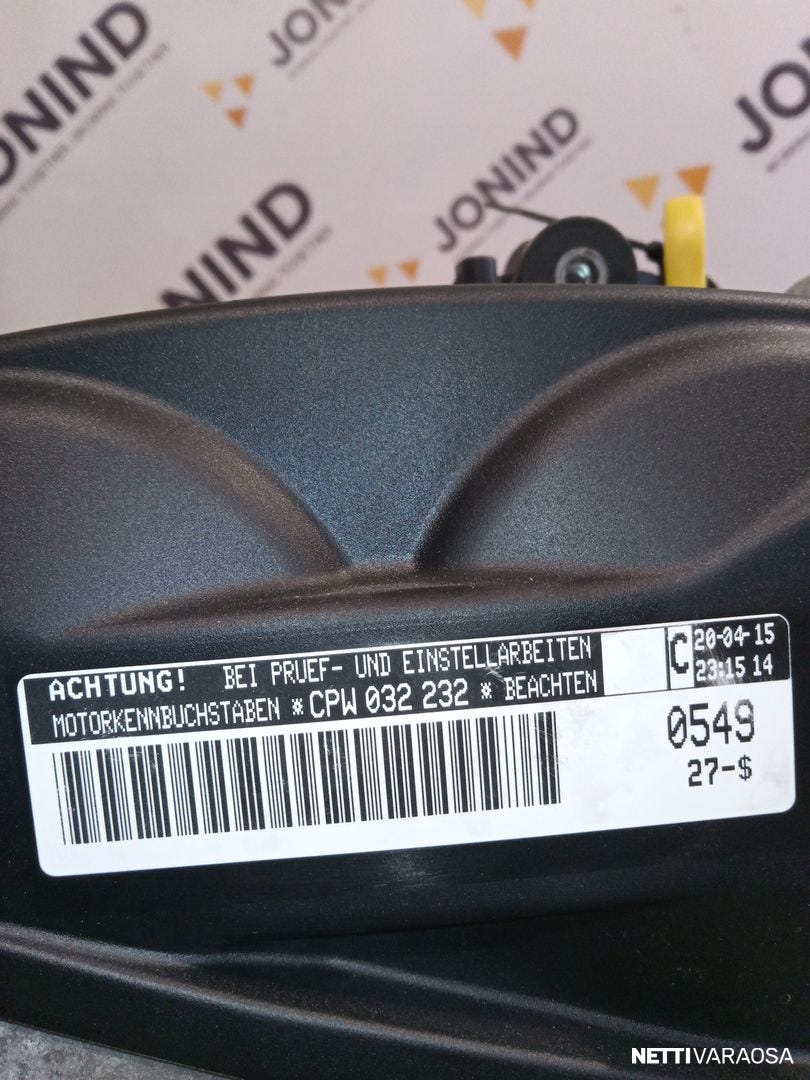 JONIND
JONIND
JONIND
JONIND
JONIND
ACHTUNG! BEI PRUEF- UND EINSTELLARBEITEN
MOTORKENNBUCHSTABEN *CPW 032 232 * BEACHTEN
C
20-04-15
23:15 14
0549
27-$
NETTIVARAOSA